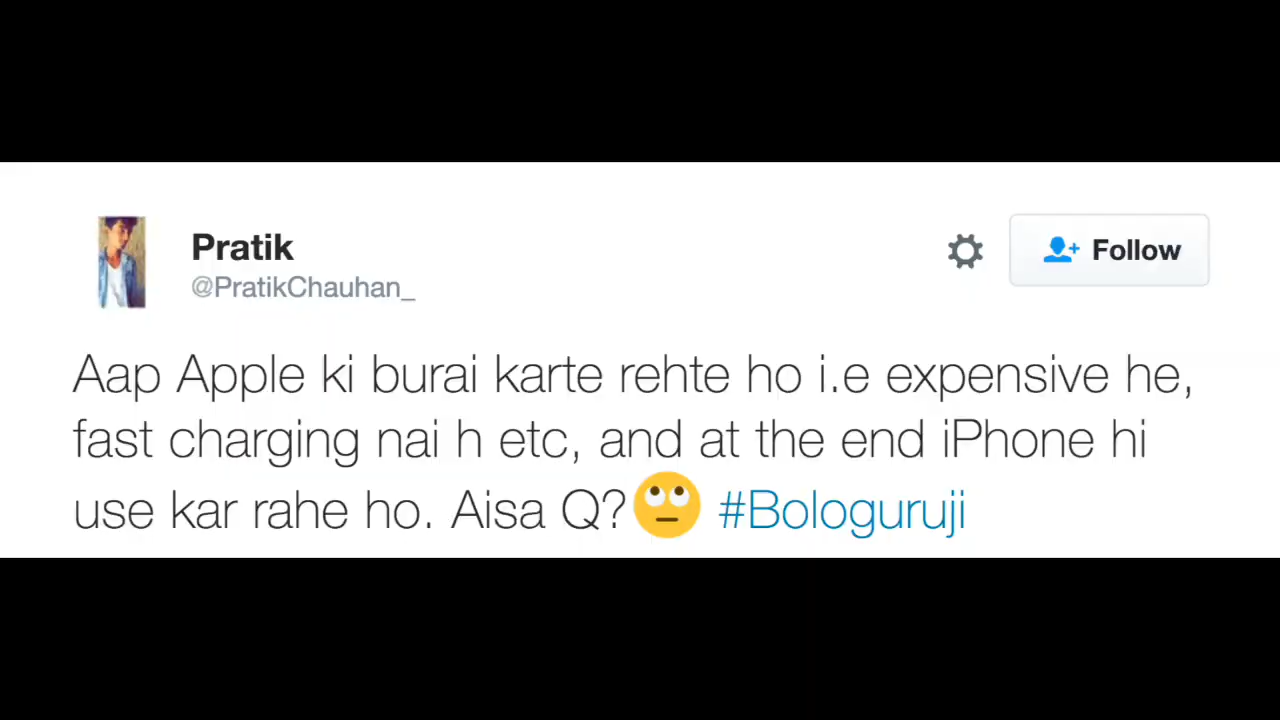 Pratik
@PratikChauhan_
Follow
Aap Apple ki burai karte rehte ho i.e expensive he,
fast charging nai h etc, and at the end iPhone hi
use kar rahe ho. Aisa Q?🙄 #Bologuruji